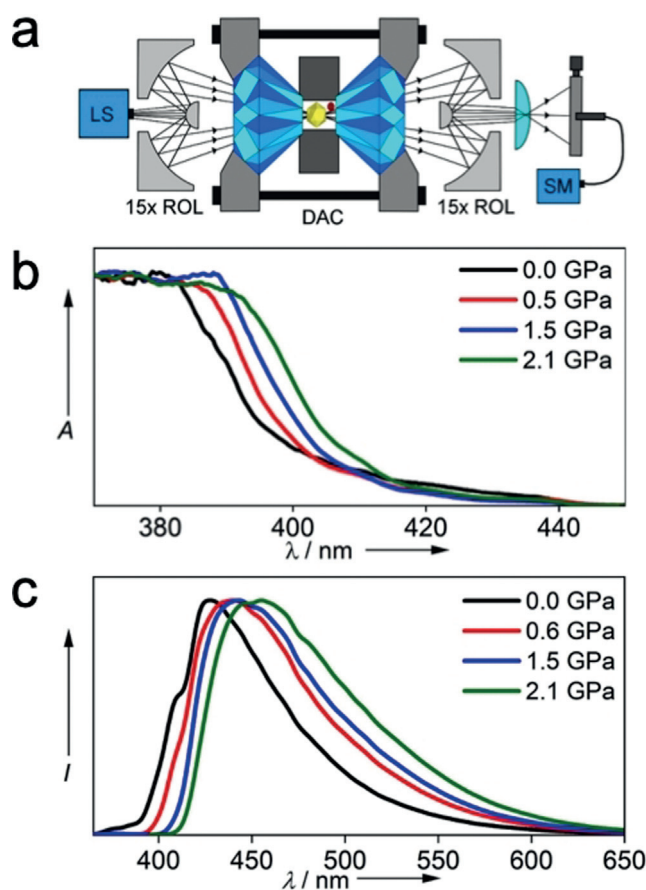 a
LS
15x ROL
DAC
15x ROL
SM
b
0.0 GPa
0.5 GPa
1.5 GPa
2.1 GPa
A
380
400
420
440
λ / nm
c
0.0 GPa
0.6 GPa
1.5 GPa
2.1 GPa
I
400
450
500
550
600
650
λ / nm